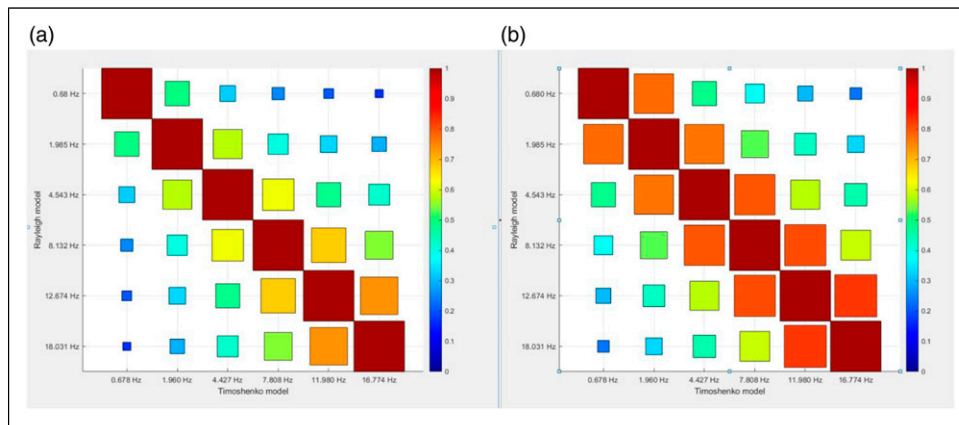 (a)
(b)
Rayleigh model
0.68 Hz
1.985 Hz
4.543 Hz
8.132 Hz
12.674 Hz
18.031 Hz
0.678 Hz 1.960 Hz 4.427 Hz 7.808 Hz 11.980 Hz 16.774 Hz
Timoshenko model
1
0.9
0.8
0.7
0.6
0.5
0.4
0.3
0.2
0.1
0
Rayleigh model
0.680 Hz
1.985 Hz
4.543 Hz
8.132 Hz
12.674 Hz
18.031 Hz
0.678 Hz 1.960 Hz 4.427 Hz 7.808 Hz 11.980 Hz 16.774 Hz
Timoshenko model
1
0.9
0.8
0.7
0.6
0.5
0.4
0.3
0.2
0.1
0